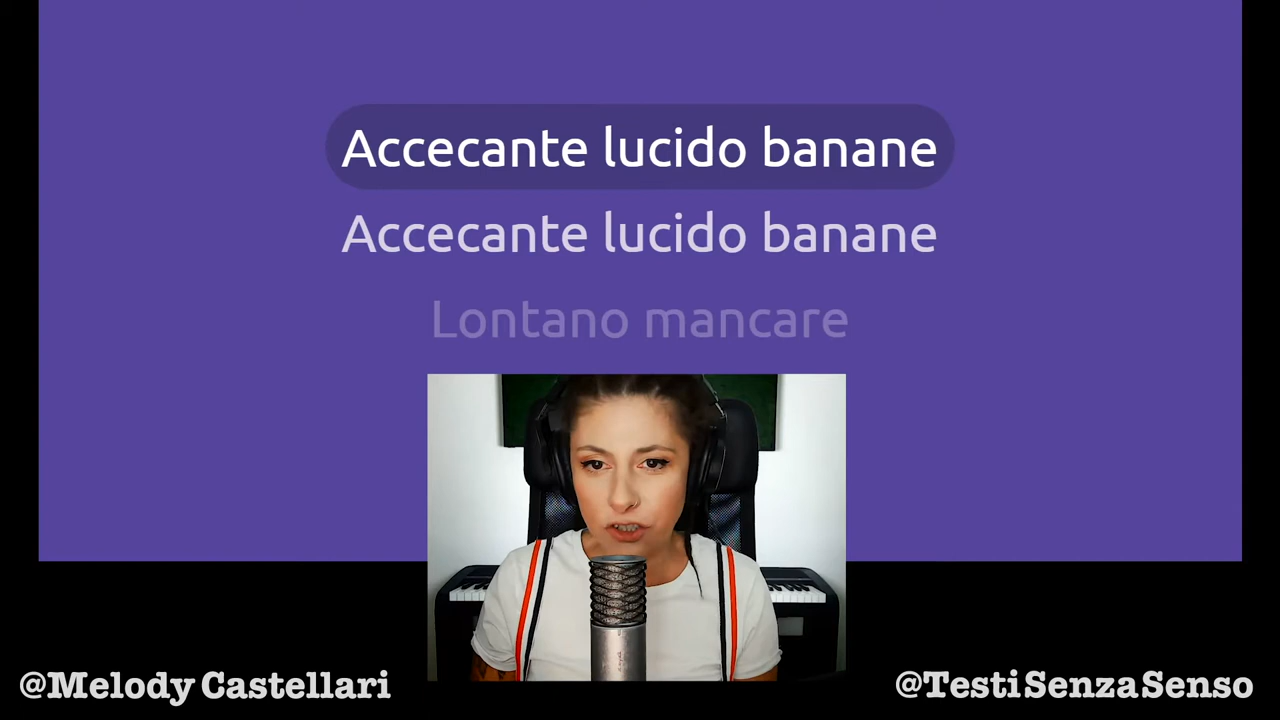 Accecante lucido banane
Accecante lucido banane
Lontano mancare
@Melody Castellari
@TestiSenzaSenso